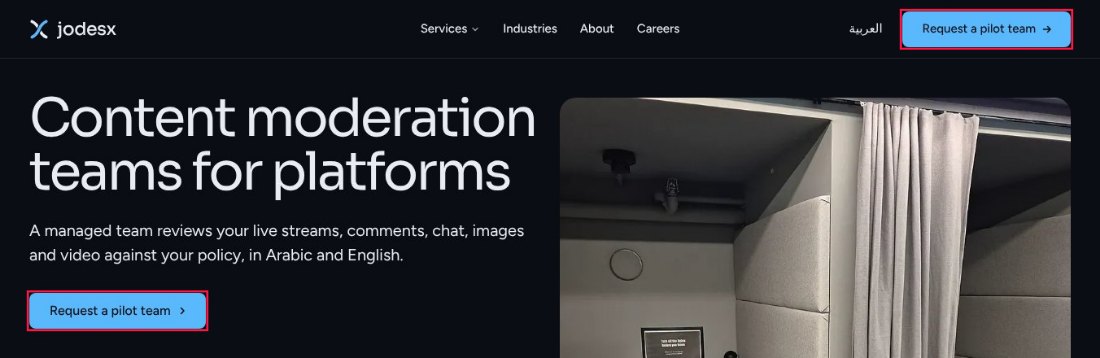 jodesx
Services
Industries
About
Careers
العربية
Request a pilot team →
Content moderation
teams for platforms
A managed team reviews your live streams, comments, chat, images
and video against your policy, in Arabic and English.
Request a pilot team >